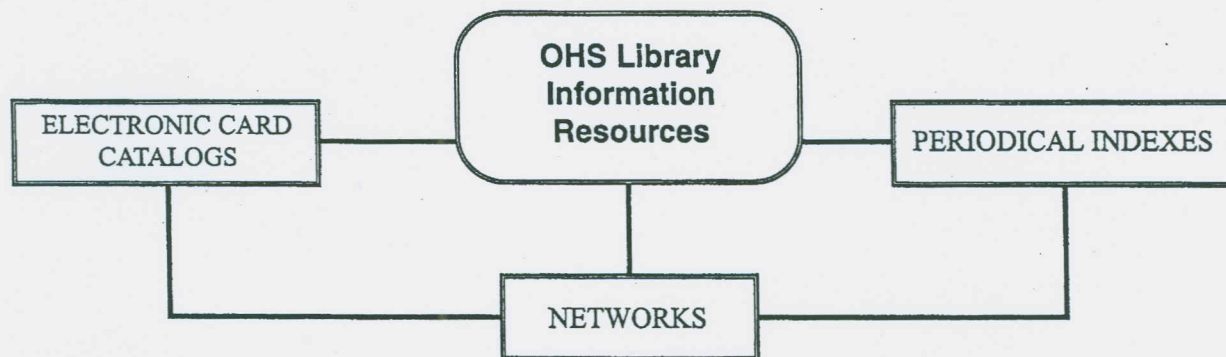 OHS Library
Information
Resources
ELECTRONIC CARD
CATALOGS
PERIODICAL INDEXES
NETWORKS